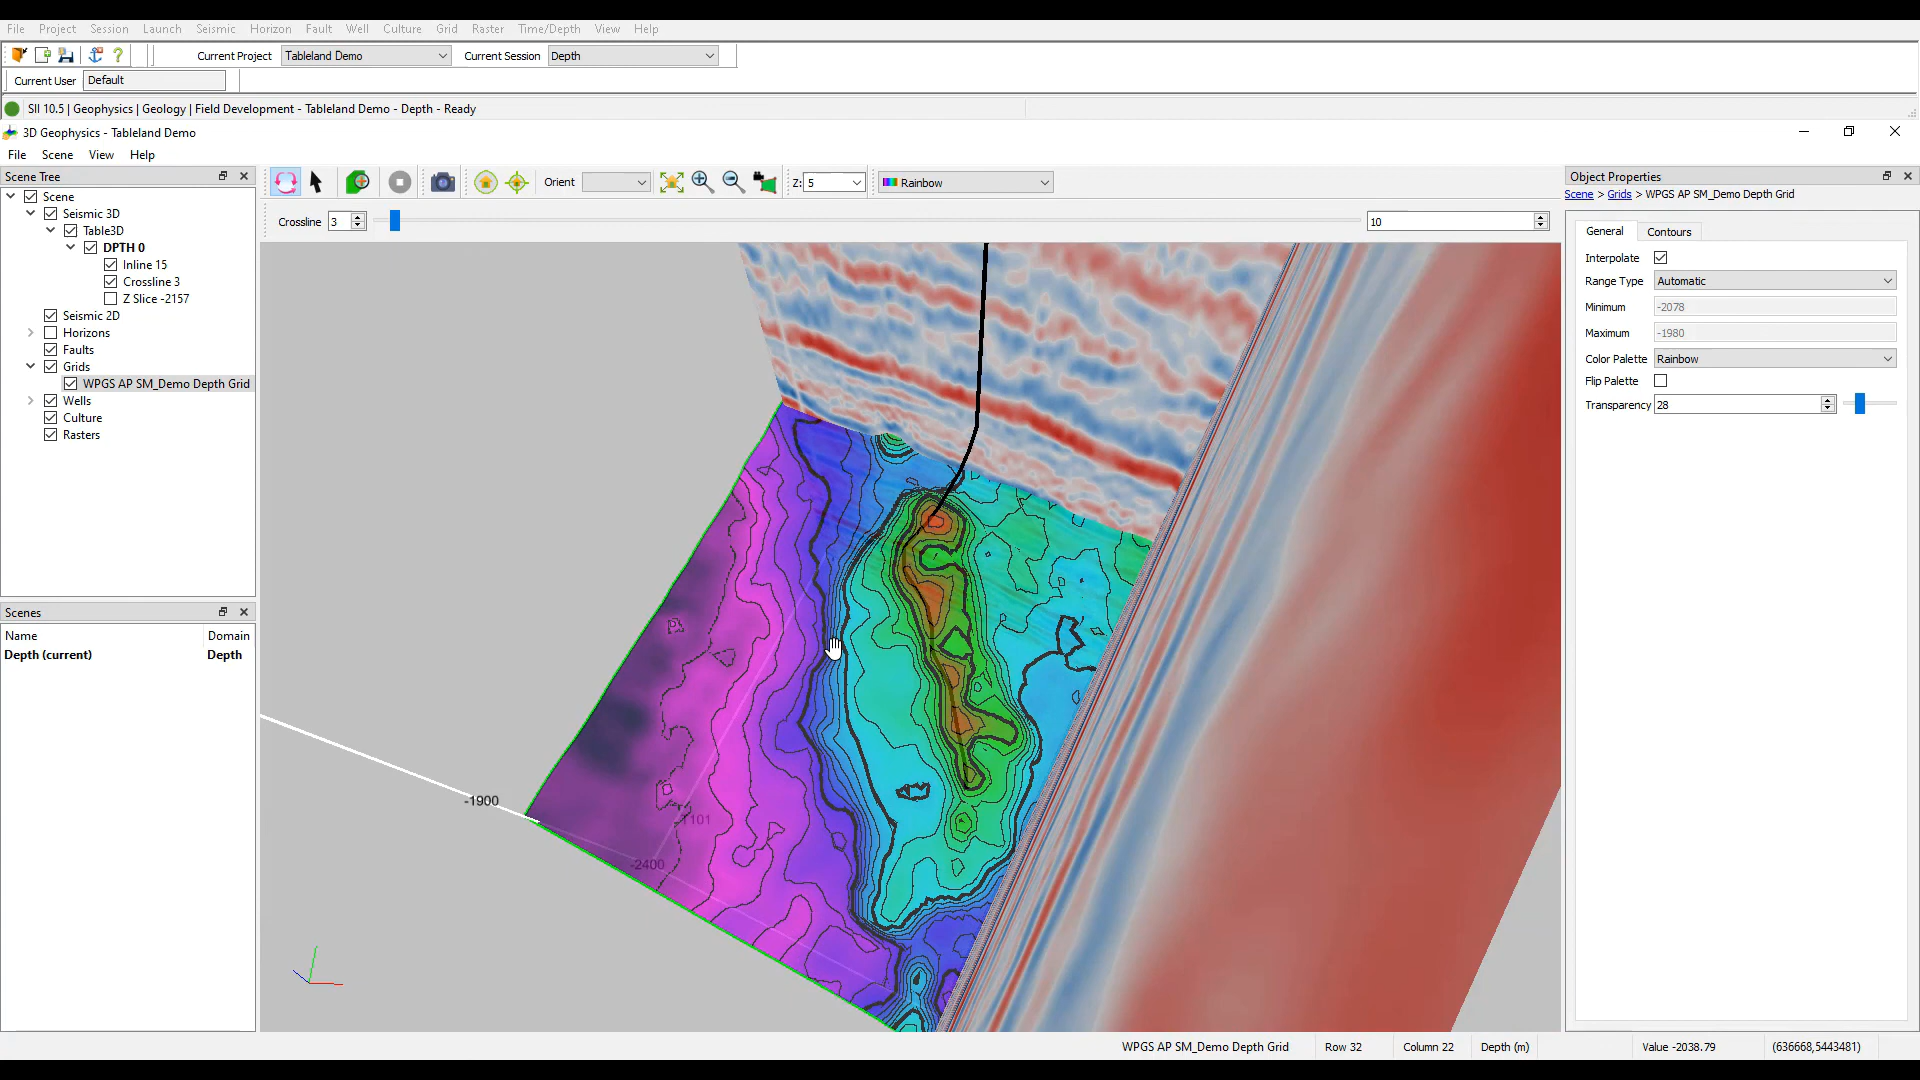 File Project Session Launch Seismic Horizon Fault Well Culture Grid Raster Time/Depth View Help
Current Project Tableland Demo Current Session Depth
Current User Default
SII 10.5 | Geophysics | Geology | Field Development - Tableland Demo - Depth - Ready
3D Geophysics - Tableland Demo
File Scene View Help
Scene Tree
Scene
Seismic 3D
Table3D
DPTH 0
Inline 15
Crossline 3
Z Slice -2157
Seismic 2D
Horizons
Faults
Grids
WPGS AP SM_Demo Depth Grid
Wells
Culture
Rasters
Scenes
Name Domain
Depth (current) Depth
Orient Z: 5 Rainbow
Crossline 3 10
-1900
-1101
-2400
Object Properties
Scene > Grids > WPGS AP SM_Demo Depth Grid
General Contours
Interpolate
Range Type Automatic
Minimum -2078
Maximum -1980
Color Palette Rainbow
Flip Palette
Transparency 28
WPGS AP SM_Demo Depth Grid Row 32 Column 22 Depth (m) Value -2038.79 (636668,5443481)